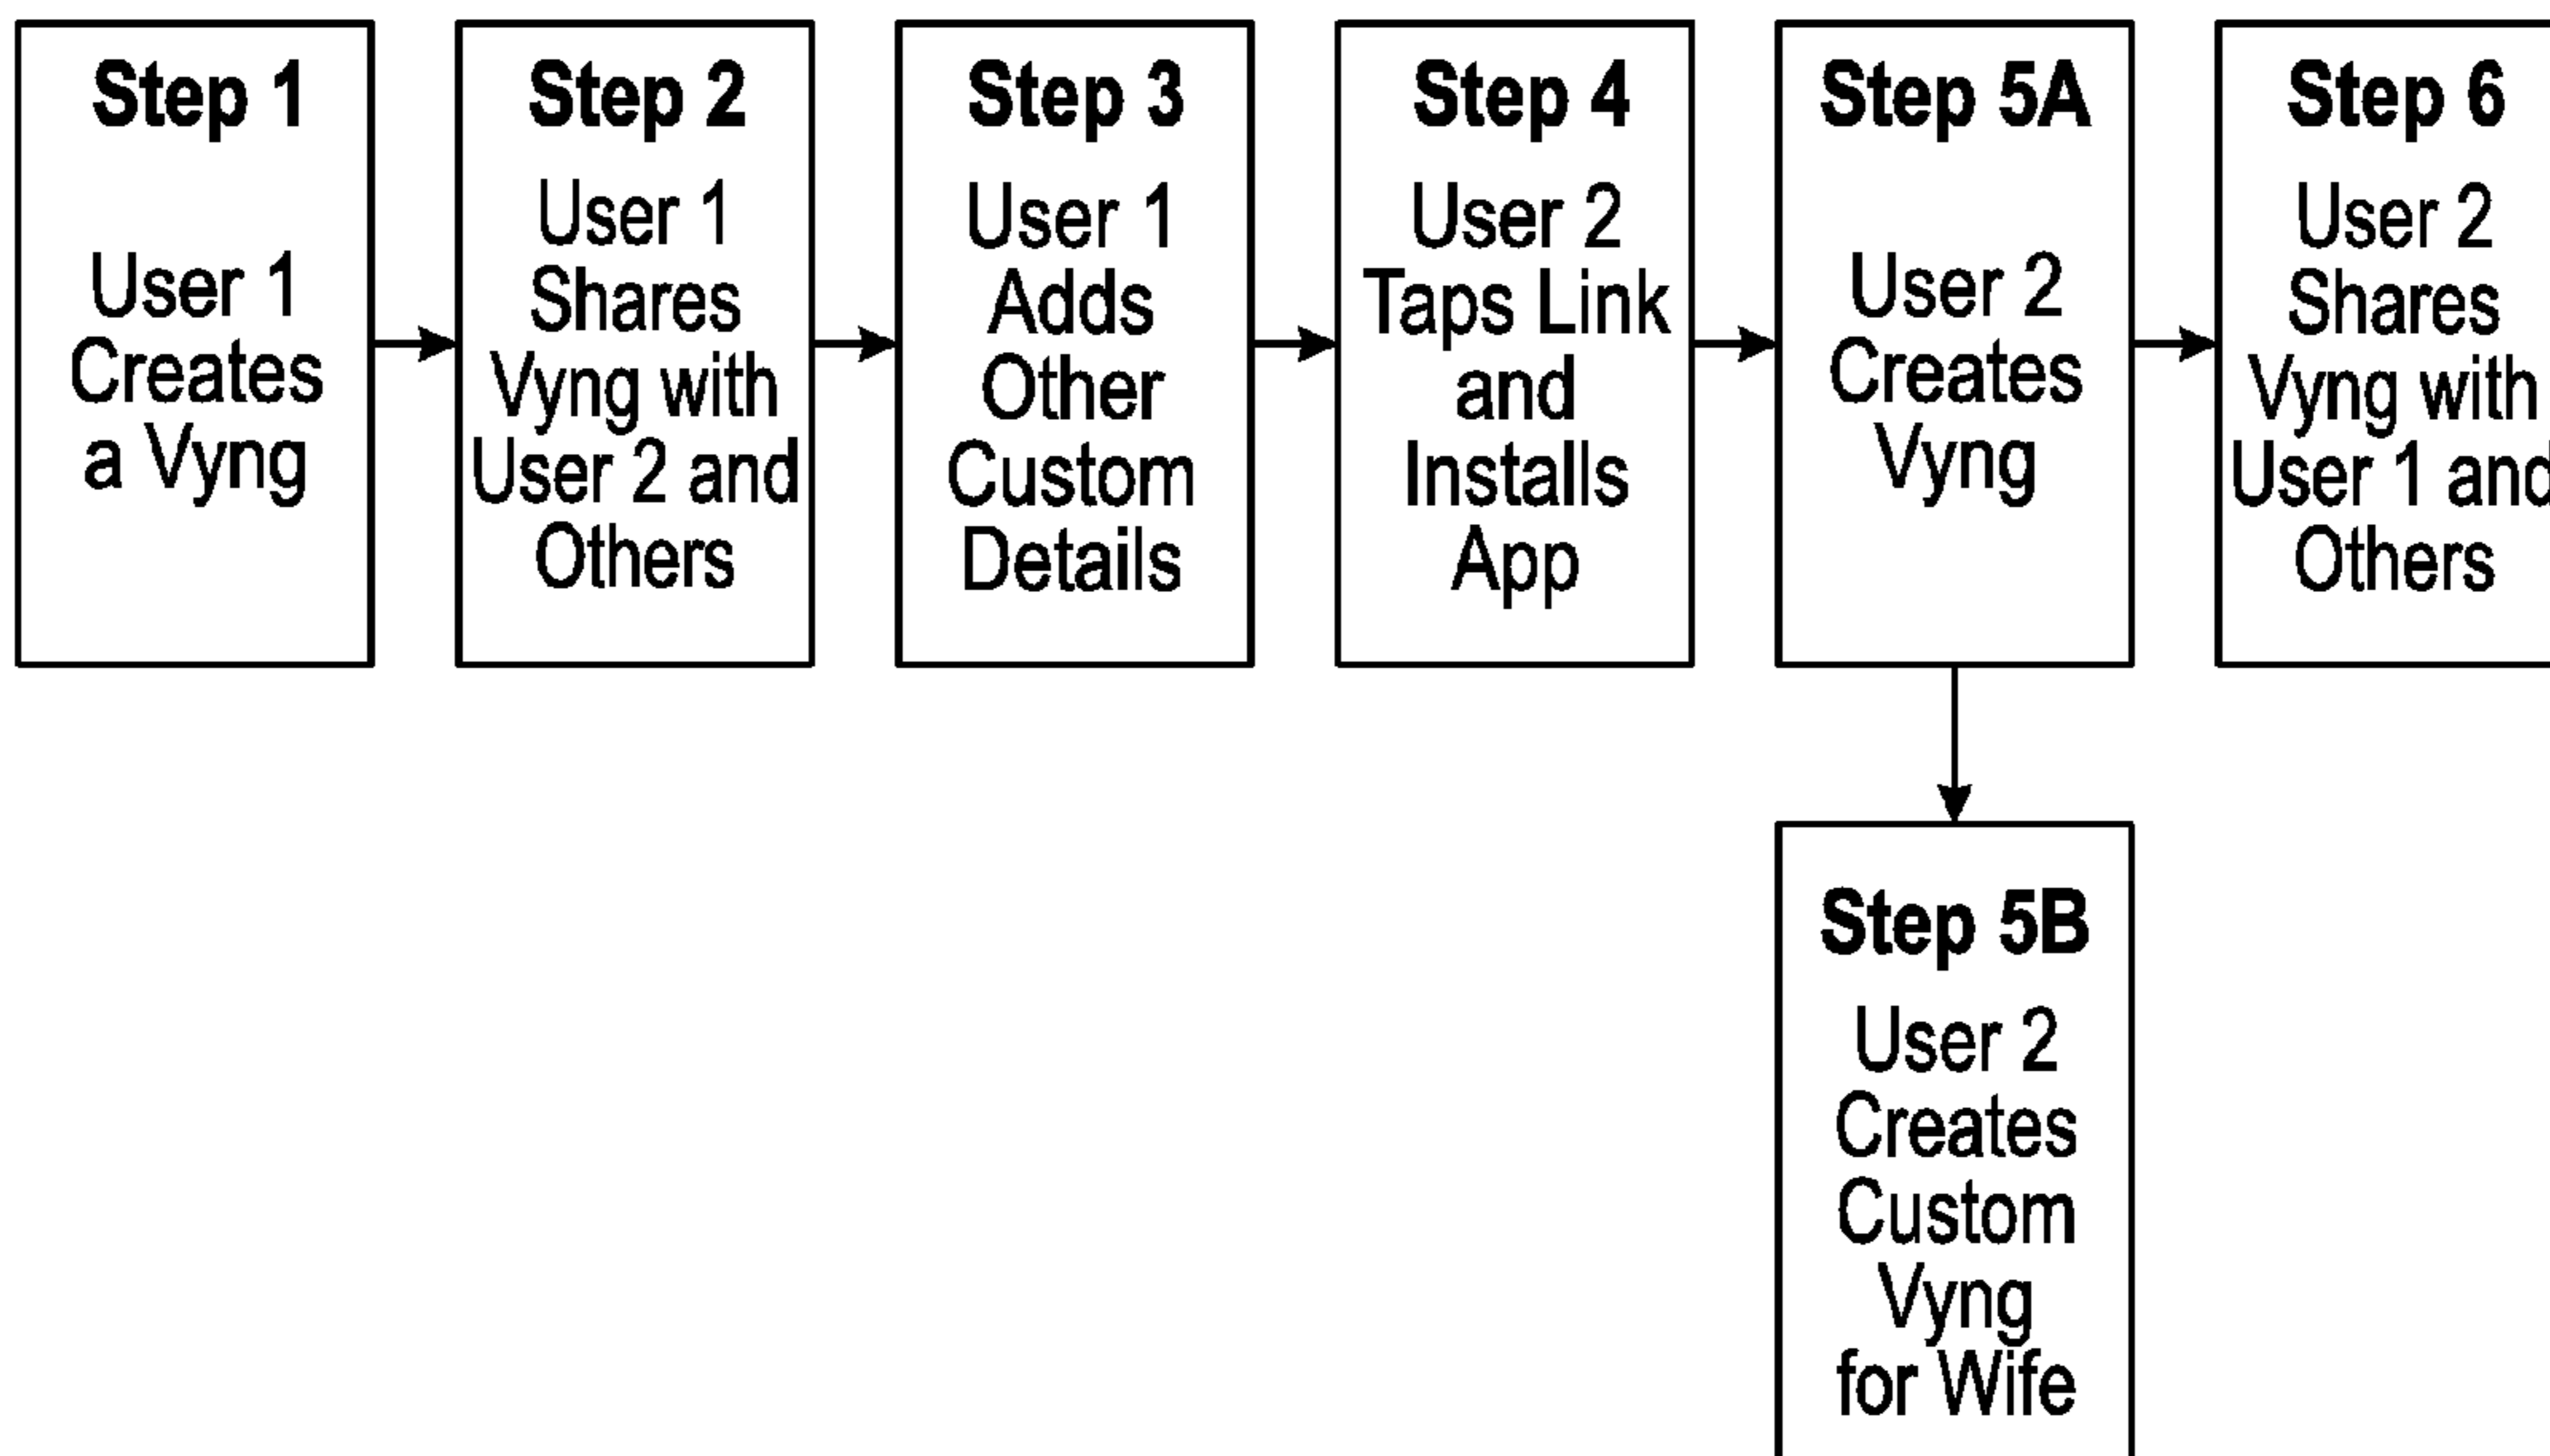 Step 1
User 1
Creates
a Vyng
Step 2
User 1
Shares
Vyng with
User 2 and
Others
Step 3
User 1
Adds
Other
Custom
Details
Step 4
User 2
Taps Link
and
Installs
App
Step 5A
User 2
Creates
Vyng
Step 6
User 2
Shares
Vyng with
User 1 and
Others
Step 5B
User 2
Creates
Custom
Vyng
for Wife